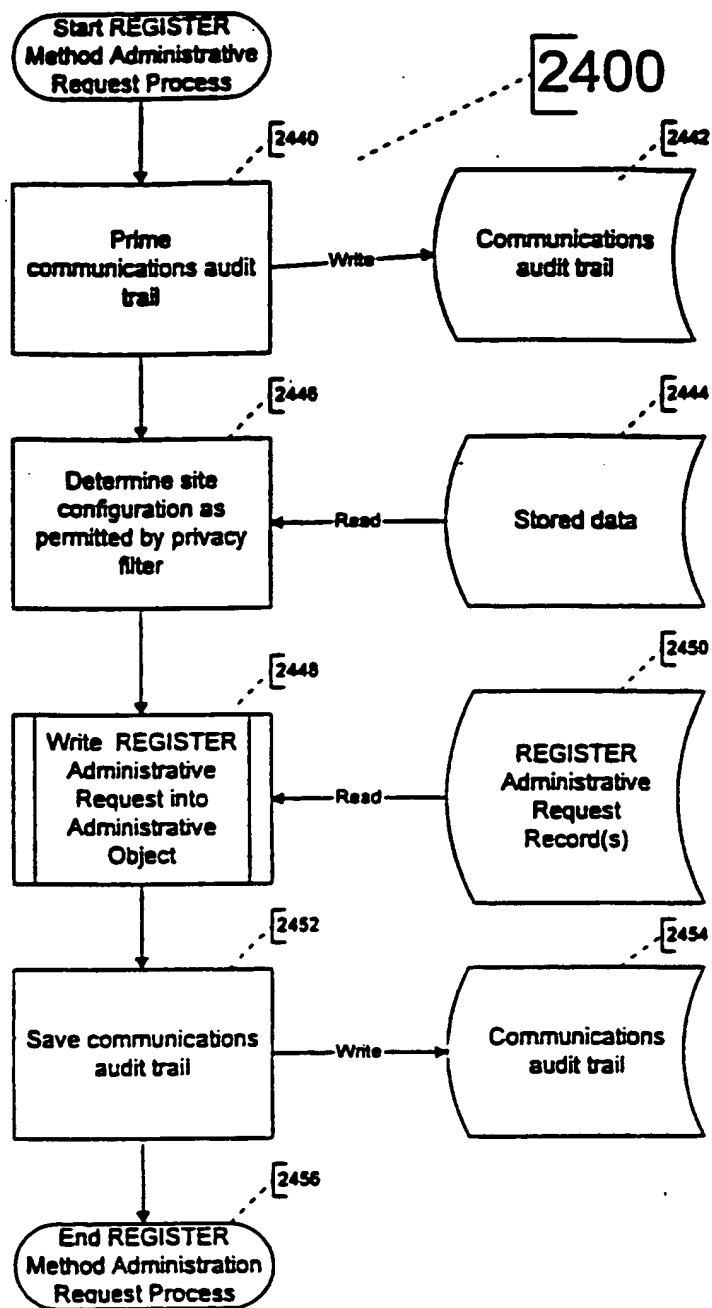 Start REGISTER
Method Administrative
Request Process
2400
2440
2442
Prime
communications audit
trail
Write
Communications
audit trail
2446
2444
Determine site
configuration as
permitted by privacy
filter
Read
Stored data
2448
2450
Write REGISTER
Administrative
Request into
Administrative
Object
Read
REGISTER
Administrative
Request
Record(s)
2452
2454
Save communications
audit trail
Write
Communications
audit trail
2456
End REGISTER
Method Administration
Request Process